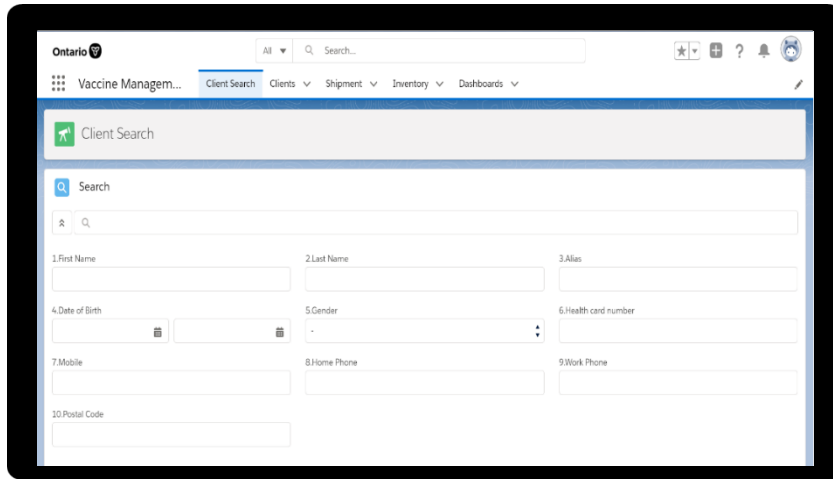 Ontario
All Search...
Vaccine Managem... Client Search Clients Shipment Inventory Dashboards
Client Search
Search
1.First Name 2.Last Name 3.Alias
4.Date of Birth 5.Gender 6.Health card number
-
7.Mobile 8.Home Phone 9.Work Phone
10.Postal Code